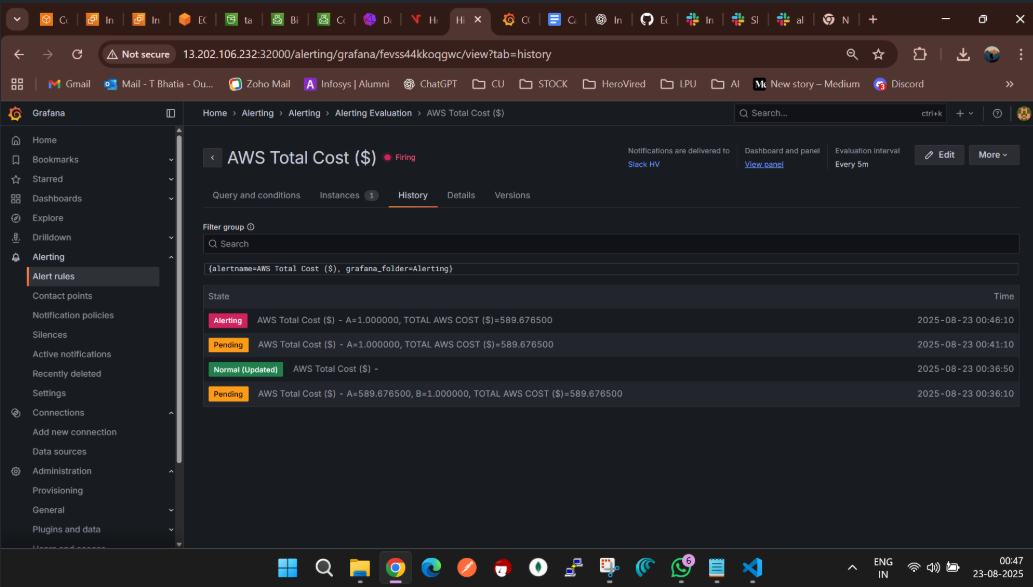 Co
In
In
EC
ta
Bi
Co
Da
Ho
Hi
In
Ec
In
Sl
al
N
Not secure
13.202.106.232:32000/alerting/grafana/fevss44kkoqgwc/view?tab=history
Gmail
Mail - T Bhatia - Ou...
Zoho Mail
Infosys | Alumni
ChatGPT
CU
STOCK
HeroVired
LPU
AI
New story – Medium
Discord
Grafana
Home › Alerting › Alerting › Alerting Evaluation › AWS Total Cost ($)
Search...
ctrl+k
Home
Bookmarks
Starred
Dashboards
Explore
Drilldown
Alerting
Alert rules
Contact points
Notification policies
Silences
Active notifications
Recently deleted
Settings
Connections
Add new connection
Data sources
Administration
Provisioning
General
Plugins and data
AWS Total Cost ($)
Firing
Notifications are delivered to
Slack HV
Dashboard and panel
View panel
Evaluation interval
Every 5m
Edit
More
Query and conditions
Instances 1
History
Details
Versions
Filter group
Search
{alertname=AWS Total Cost ($), grafana_folder=Alerting}
State Time
Alerting AWS Total Cost ($) - A=1.000000, TOTAL AWS COST ($)=589.676500 2025-08-23 00:46:10
Pending AWS Total Cost ($) - A=1.000000, TOTAL AWS COST ($)=589.676500 2025-08-23 00:41:10
Normal (Updated) AWS Total Cost ($) - 2025-08-23 00:36:50
Pending AWS Total Cost ($) - A=589.676500, B=1.000000, TOTAL AWS COST ($)=589.676500 2025-08-23 00:36:10
6
ENG
IN
00:47
23-08-2025